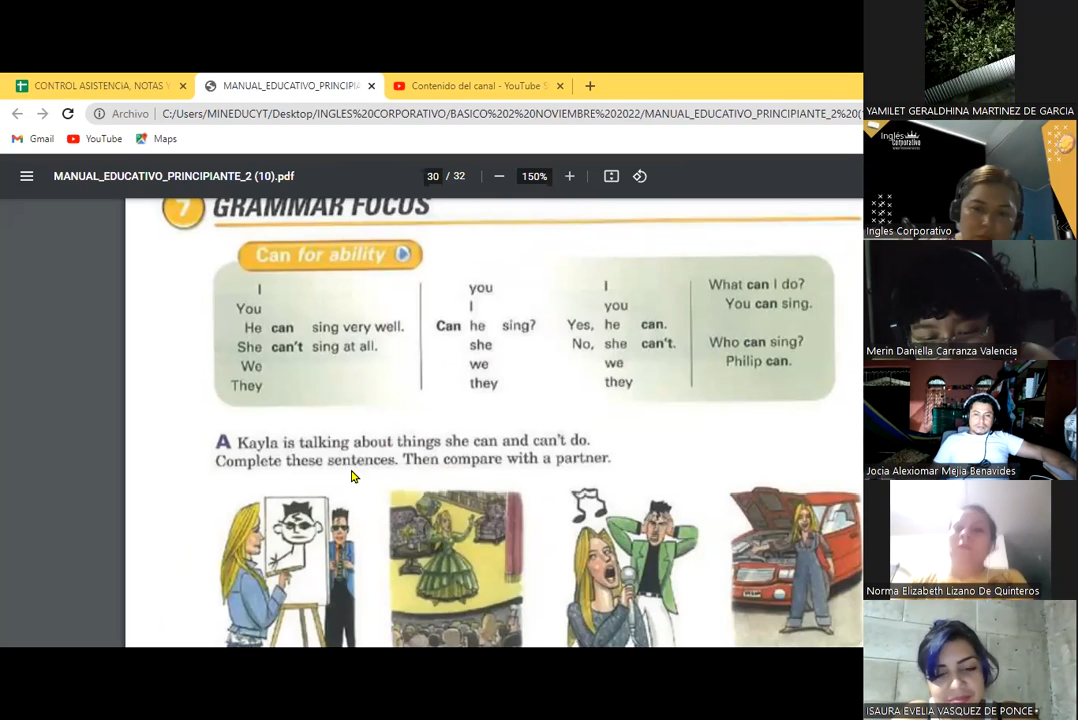 CONTROL ASISTENCIA, NOTAS Y
MANUAL_EDUCATIVO_PRINCIPIA
Contenido del canal - YouTube S
Archivo
C:/Users/MINEDUCYT/Desktop/INGLES%20CORPORATIVO/BASICO%202%20NOVIEMBRE%202022/MANUAL_EDUCATIVO_PRINCIPIANTE_2%20(
Gmail
YouTube
Maps
MANUAL_EDUCATIVO_PRINCIPIANTE_2 (10).pdf
30 / 32
150%
7 GRAMMAR FOCUS
Can for ability
I
You
He can sing very well.
She can't sing at all.
We
They
you
I
Can he sing?
she
we
they
I
you
Yes, he can.
No, she can't.
we
they
What can I do?
You can sing.
Who can sing?
Philip can.
A Kayla is talking about things she can and can't do.
Complete these sentences. Then compare with a partner.
YAMILET GERALDHINA MARTINEZ DE GARCIA
Inglés
Corporativo
Ingles Corporativo
Merin Daniella Carranza Valencia
Jocia Alexiomar Mejia Benavides
Norma Elizabeth Lizano De Quinteros
ISAURA EVELIA VASQUEZ DE PONCE